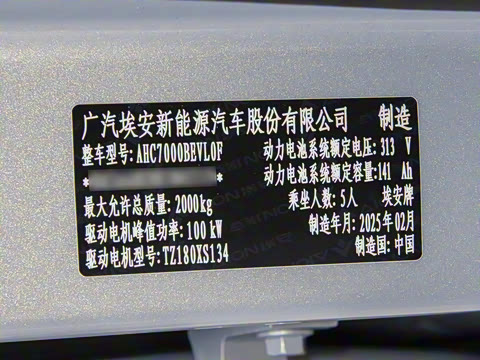 广汽埃安新能源汽车股份有限公司 制造
整车型号:AHC7000BEVL0F 动力电池系统额定电压: 313 V
* 动力电池系统额定容量:141 Ah
最大允许总质量: 2000kg 乘坐人数: 5人 埃安牌
驱动电机峰值功率: 100 kW 制造年月: 2025年02月
驱动电机型号:TZ180XS134 制造国: 中国